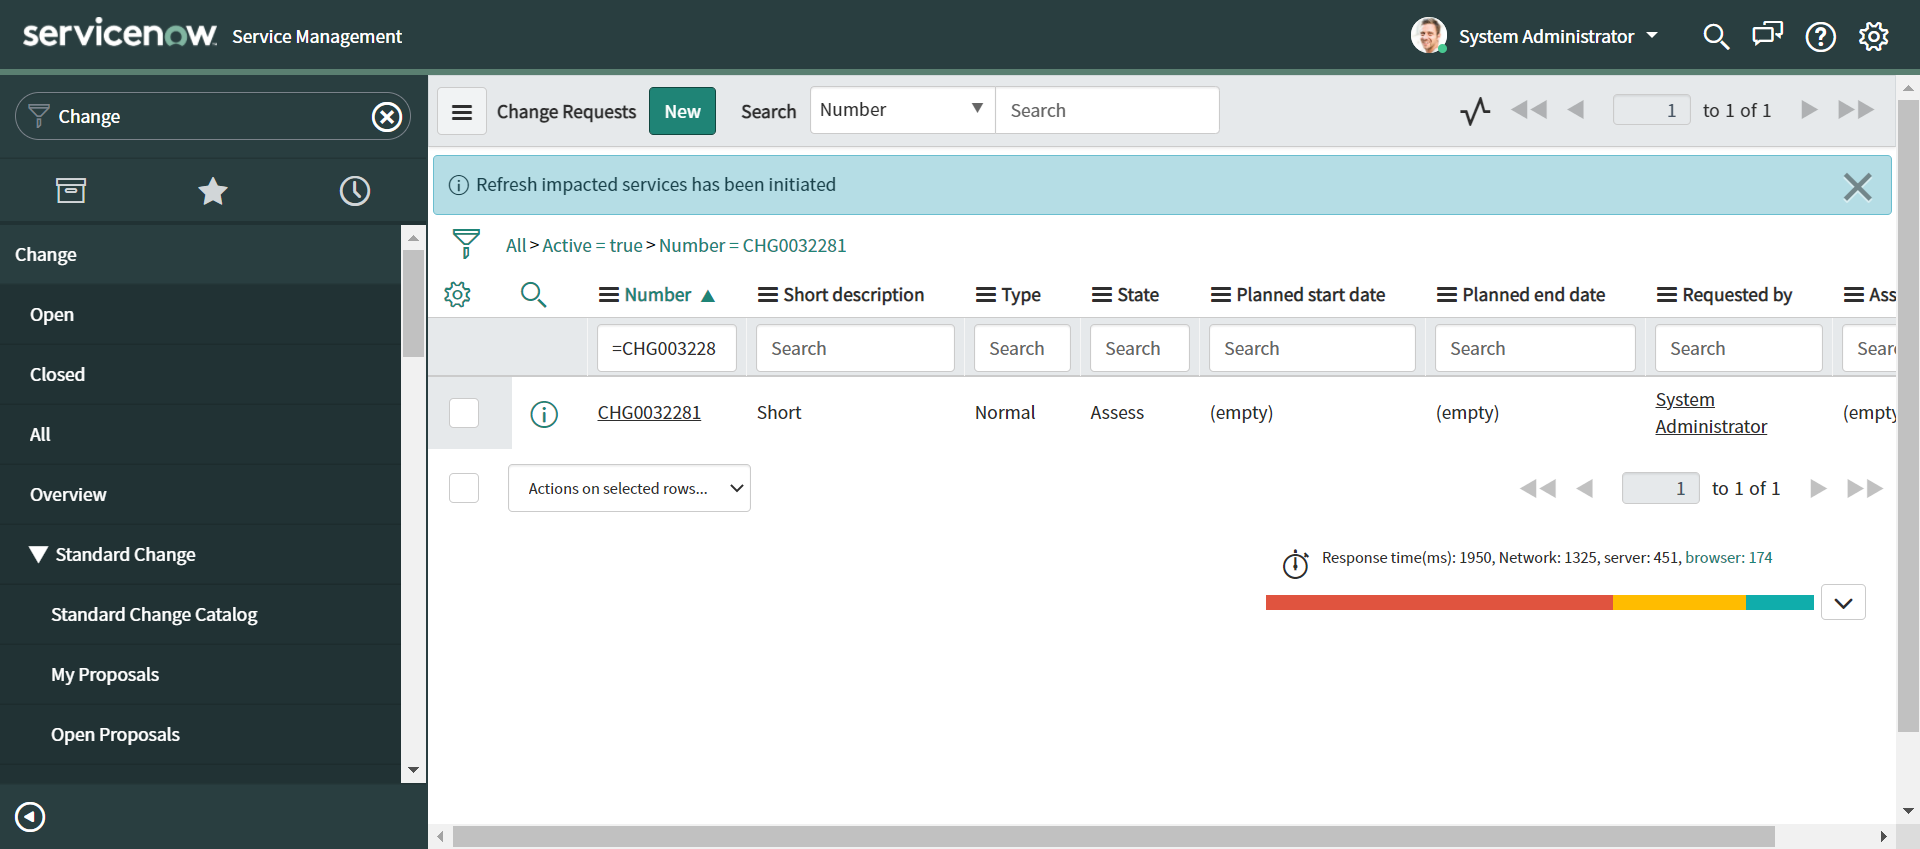 servicenow Service Management
System Administrator
Change
Change Requests New Search Number Search
1 to 1 of 1
Refresh impacted services has been initiated
All > Active = true > Number = CHG0032281
Number Short description Type State Planned start date Planned end date Requested by Ass
=CHG003228 Search Search Search Search Search Search Sear
CHG0032281 Short Normal Assess (empty) (empty) System Administrator (empty
Actions on selected rows...
1 to 1 of 1
Response time(ms): 1950, Network: 1325, server: 451, browser: 174
Change
Open
Closed
All
Overview
Standard Change
Standard Change Catalog
My Proposals
Open Proposals